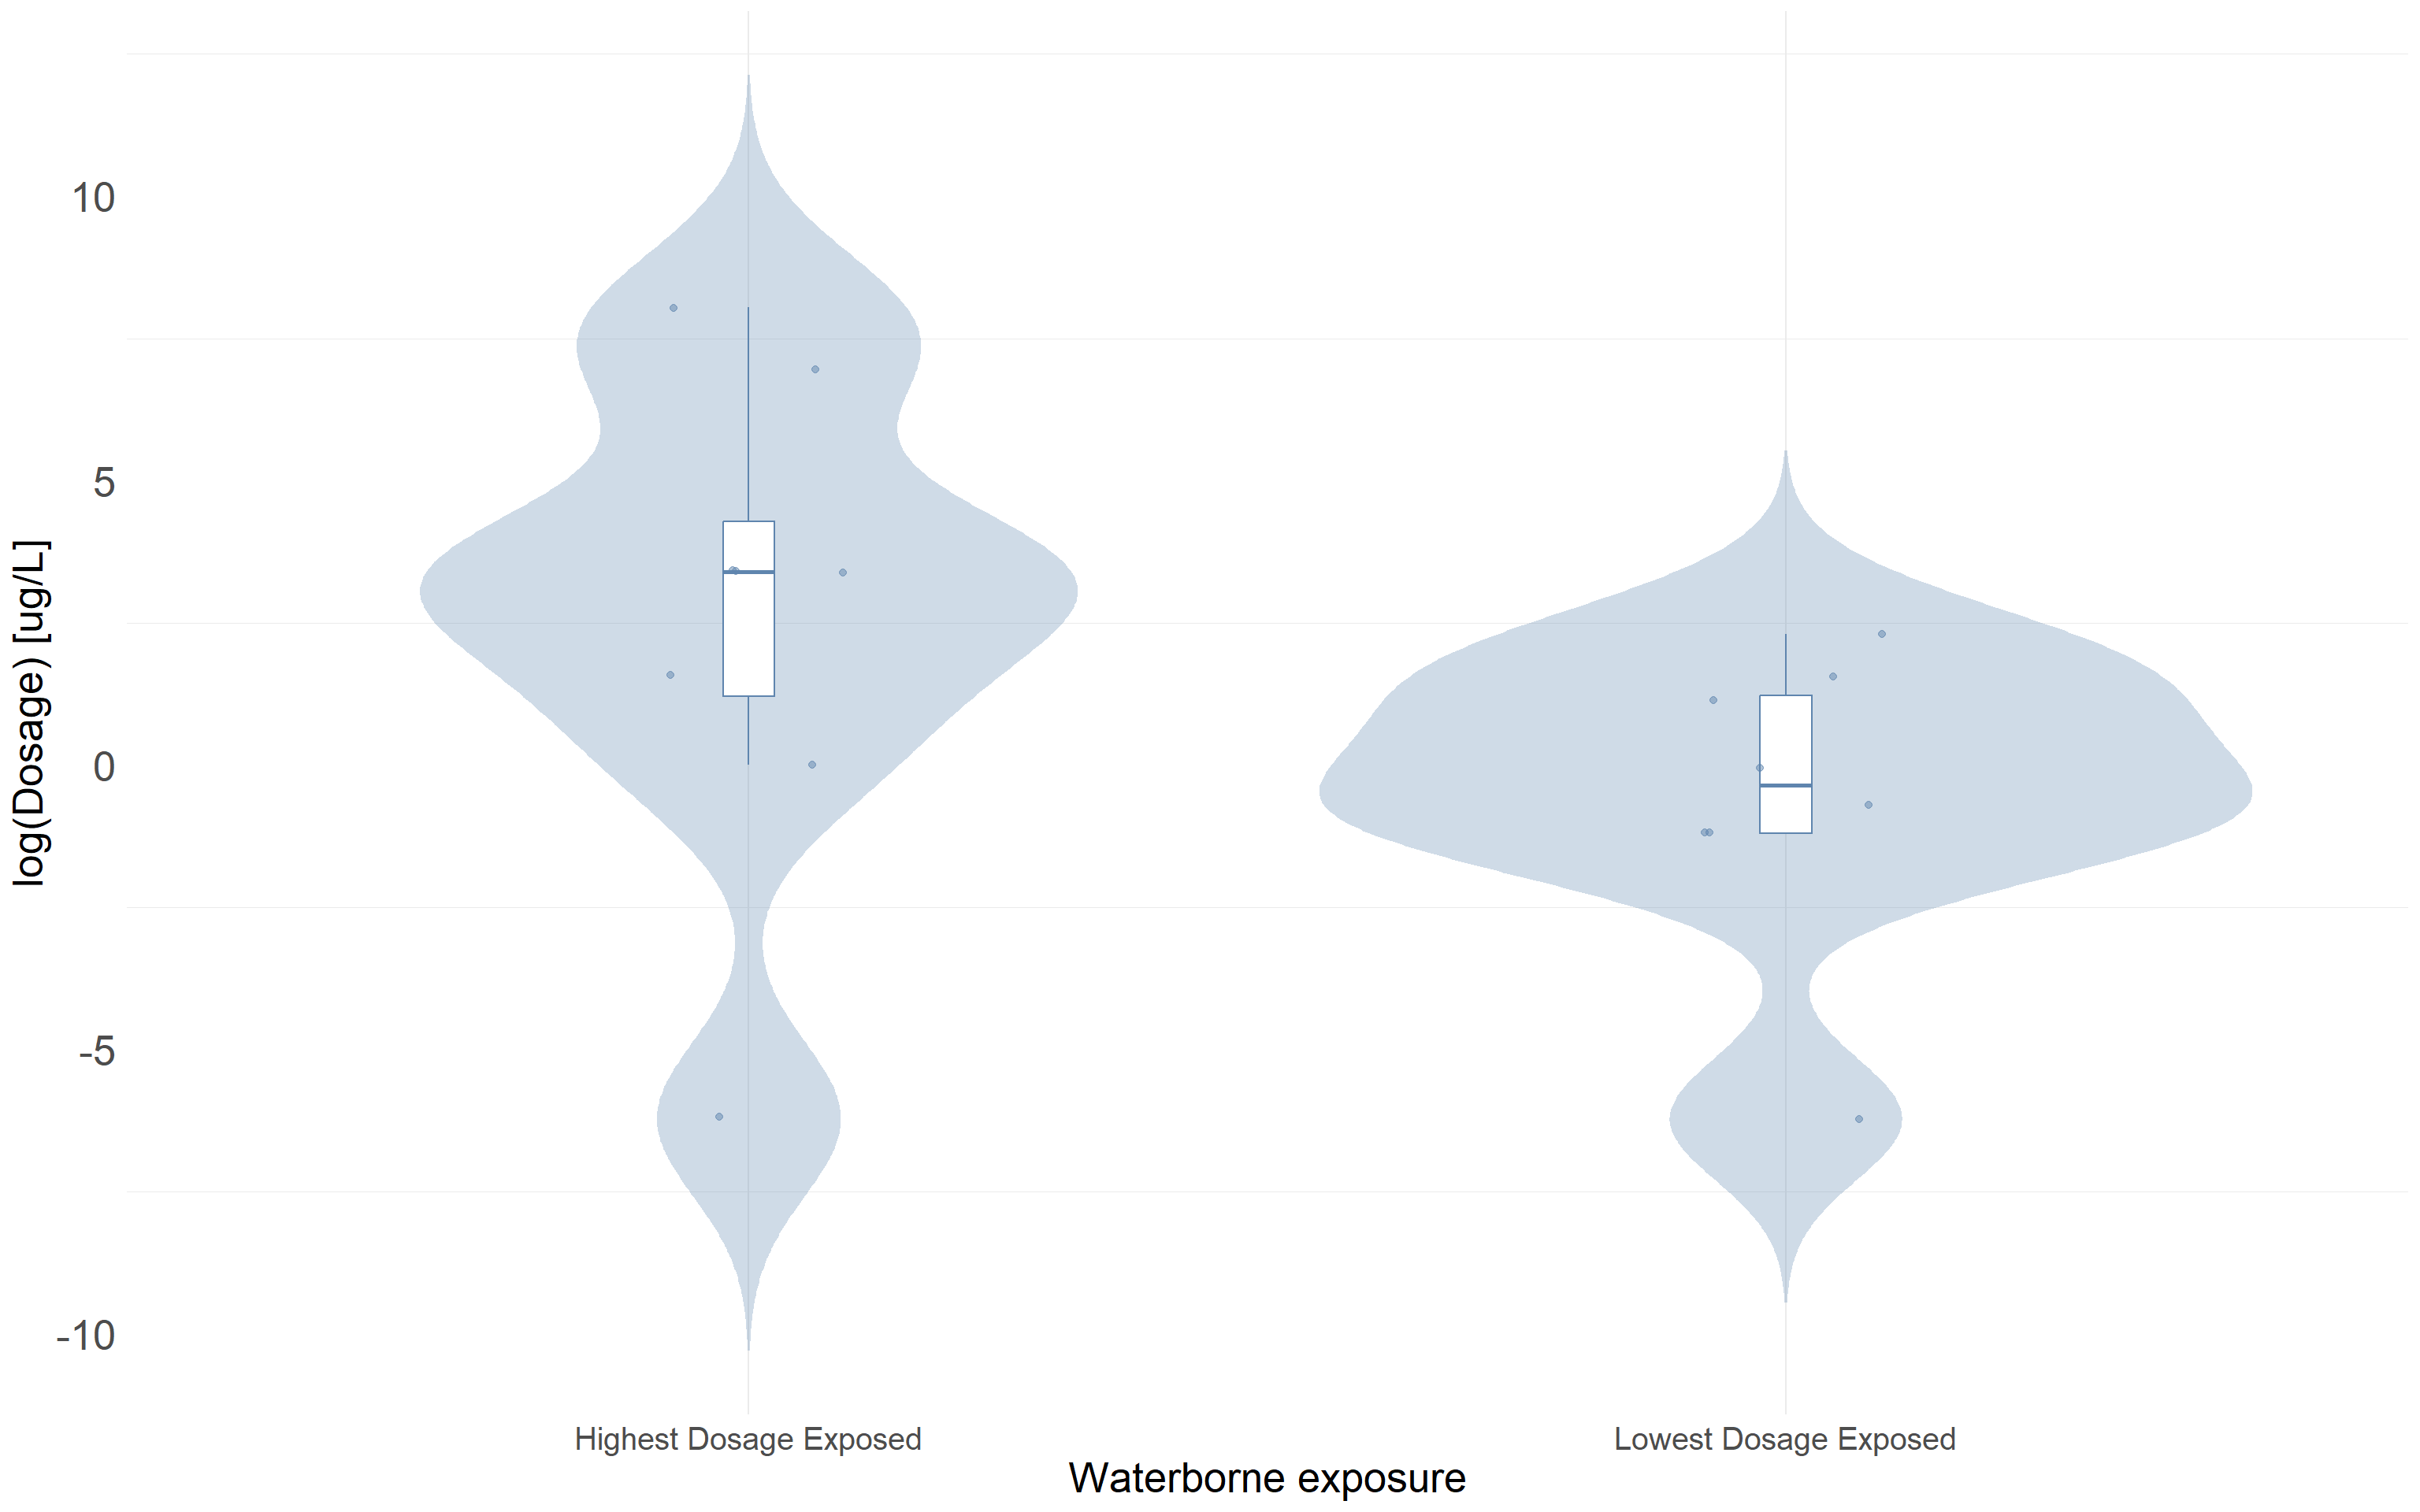 log(Dosage) [ug/L]
10
5
0
-5
-10
Highest Dosage Exposed
Lowest Dosage Exposed
Waterborne exposure